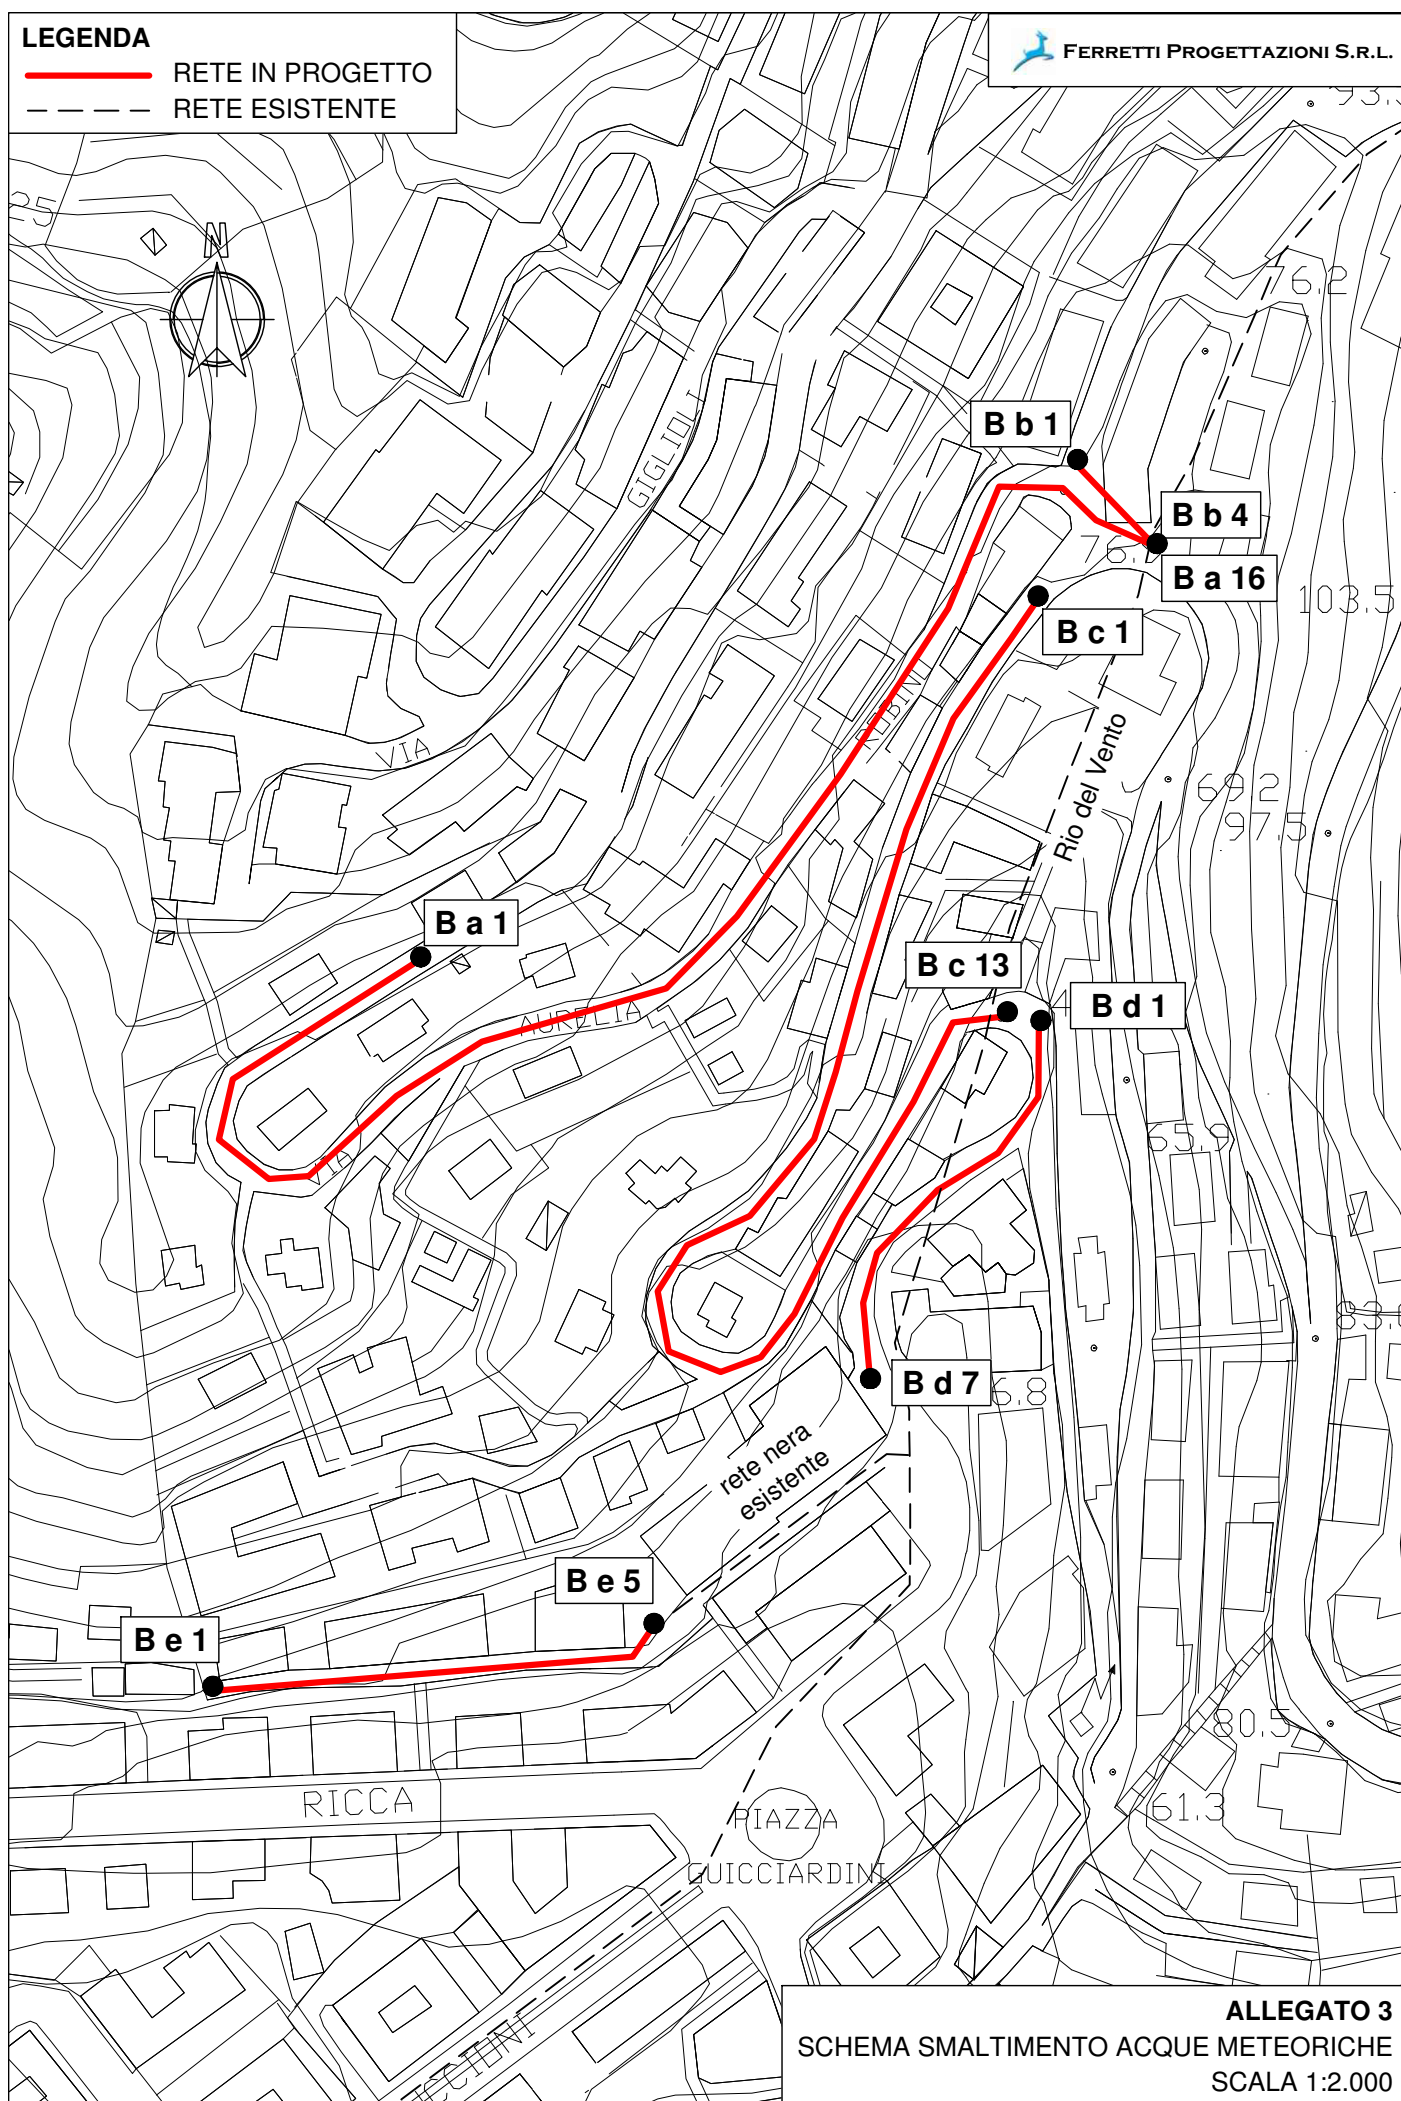 LEGENDA
RETE IN PROGETTO
RETE ESISTENTE
FERRETTI PROGETTAZIONI S.R.L.
N
76.2
GIGLIOLI
B b 1
B b 4
B a 16
103.5
B c 1
VIA
Rio del Vento
69.2
97.5
B a 1
B c 13
B d 1
AURELIA
65.9
VIA
B d 7
6.8
rete nera
esistente
B e 5
B e 1
80.5
RICCA
61.3
PIAZZA
GUICCIARDINI
ALLEGATO 3
SCHEMA SMALTIMENTO ACQUE METEORICHE
SCALA 1:2.000